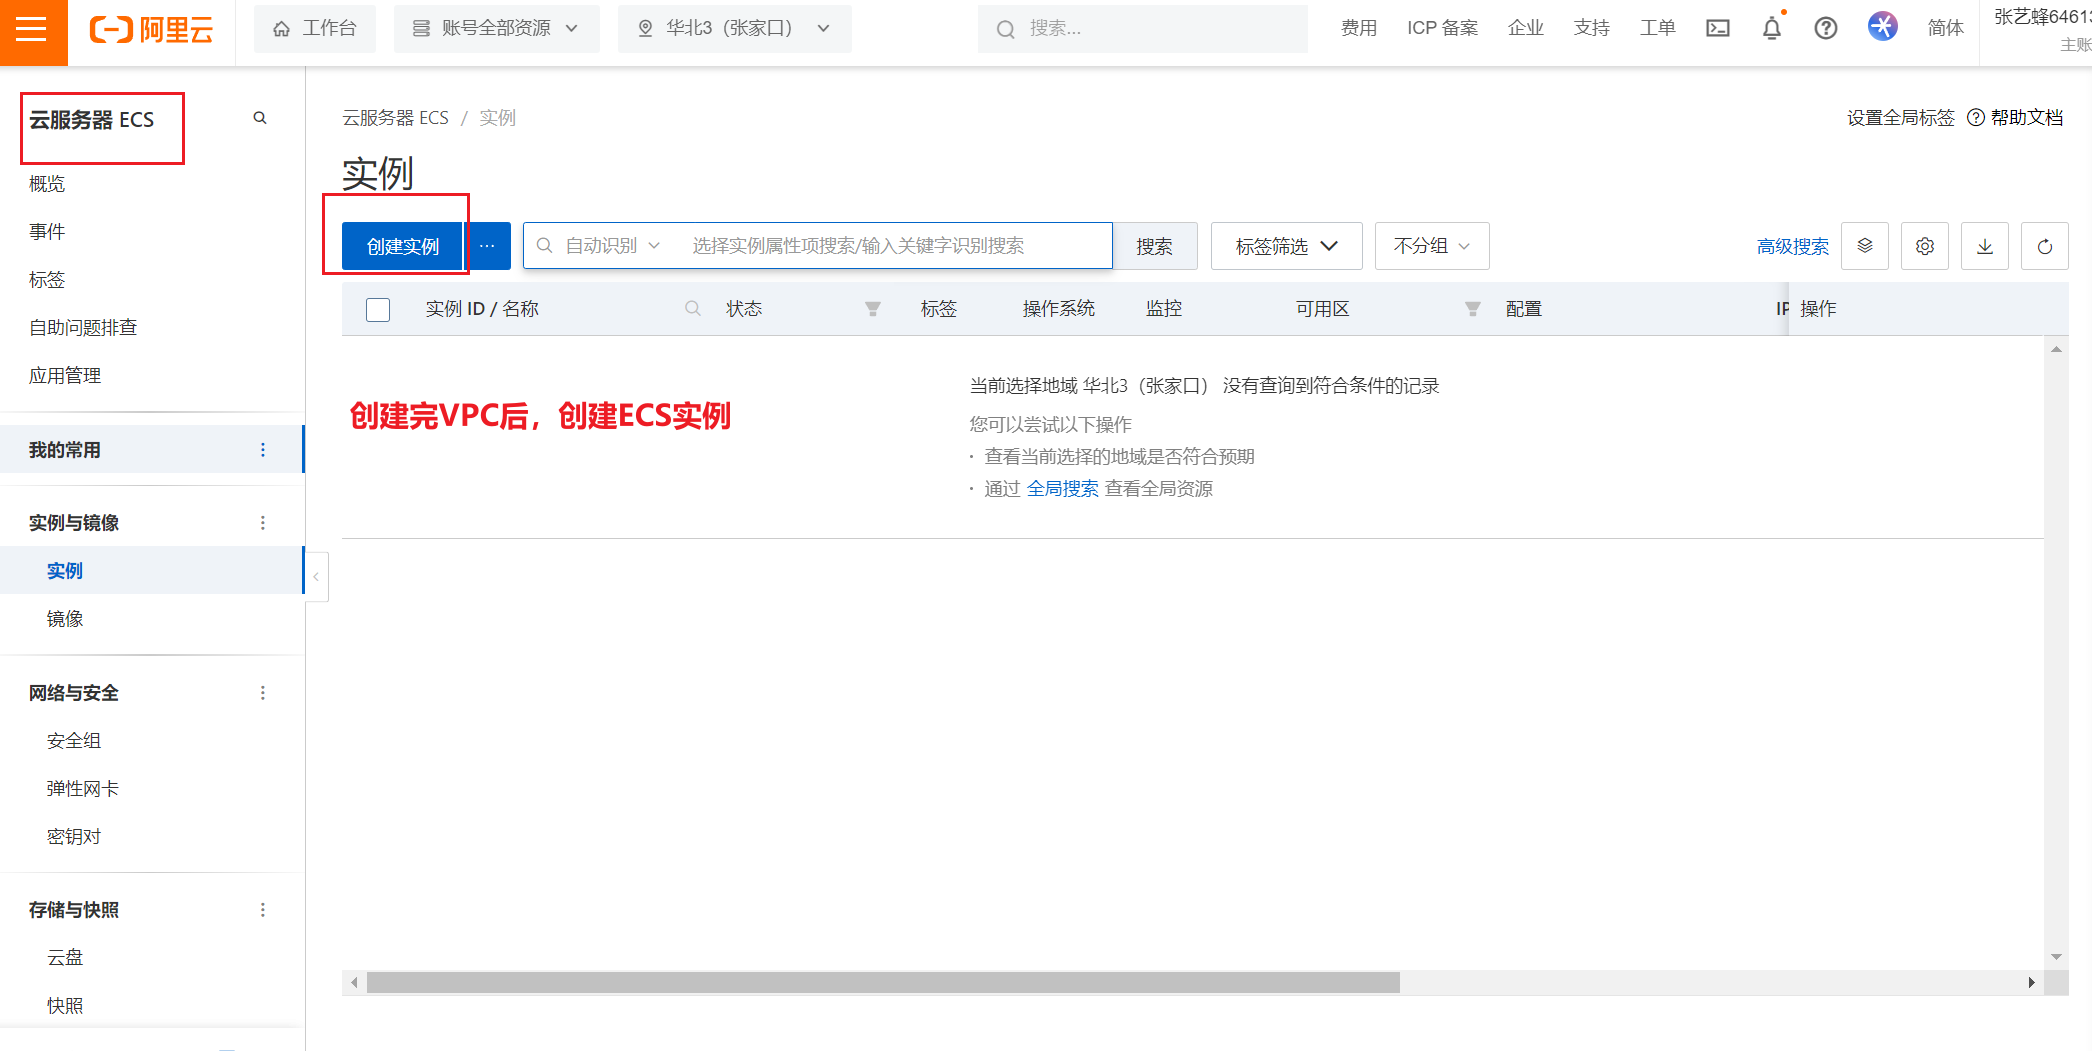 阿里云
工作台
账号全部资源
华北3（张家口）
搜索...
费用
ICP 备案
企业
支持
工单
简体
张艺蜂6461
主账
云服务器 ECS
概览
事件
标签
自助问题排查
应用管理
我的常用
实例与镜像
实例
镜像
网络与安全
安全组
弹性网卡
密钥对
存储与快照
云盘
快照
云服务器 ECS / 实例
设置全局标签
帮助文档
实例
创建实例
...
自动识别
选择实例属性项搜索/输入关键字识别搜索
搜索
标签筛选
不分组
高级搜索
实例 ID / 名称
状态
标签
操作系统
监控
可用区
配置
IP
操作
当前选择地域 华北3（张家口） 没有查询到符合条件的记录
您可以尝试以下操作
· 查看当前选择的地域是否符合预期
· 通过 全局搜索 查看全局资源
创建完VPC后，创建ECS实例